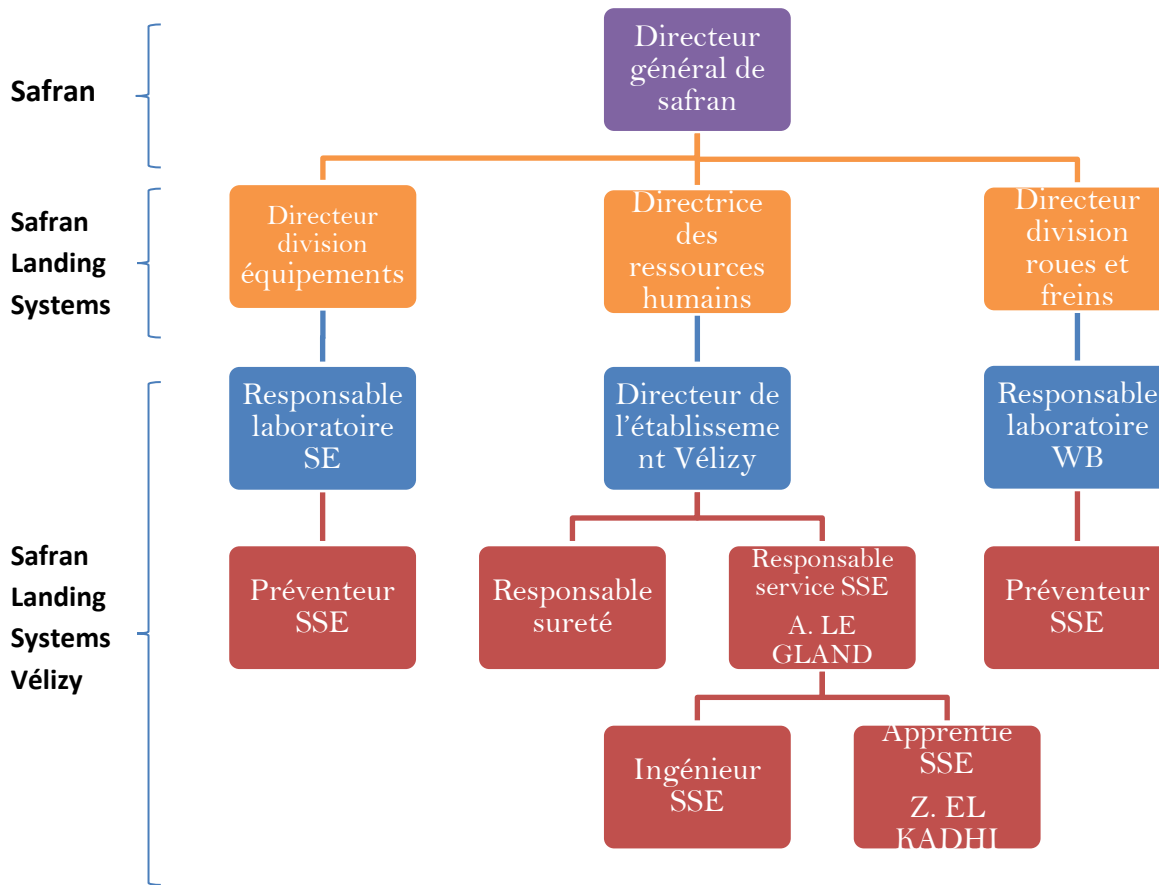 Safran
Directeur
général de
safran
Safran
Landing
Systems
Directeur
division
équipements
Directrice
des
ressources
humains
Directeur
division
roues et
freins
Responsable
laboratoire
SE
Directeur de
l’établisseme
nt Vélizy
Responsable
laboratoire
WB
Safran
Landing
Systems
Vélizy
Préventeur
SSE
Responsable
sureté
Responsable
service SSE
A. LE
GLAND
Préventeur
SSE
Ingénieur
SSE
Apprentie
SSE
Z. EL
KADHI